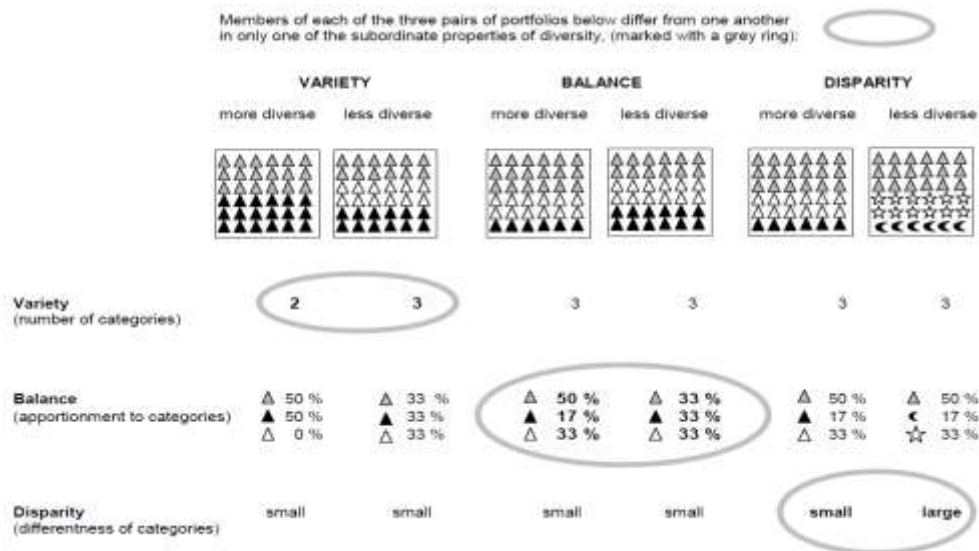 Members of each of the three pairs of portfolios below differ from one another
in only one of the subordinate properties of diversity, (marked with a grey ring):
VARIETY BALANCE DISPARITY
more diverse less diverse more diverse less diverse more diverse less diverse
Variety 2 3 3 3 3 3
(number of categories)
Balance 50 % 33 % 50 % 33 % 50 % 50 %
(apportionment to categories) 50 % 33 % 17 % 33 % 17 % 17 %
0 % 33 % 33 % 33 % 33 % 33 %
Disparity small small small small small large
(differentness of categories)